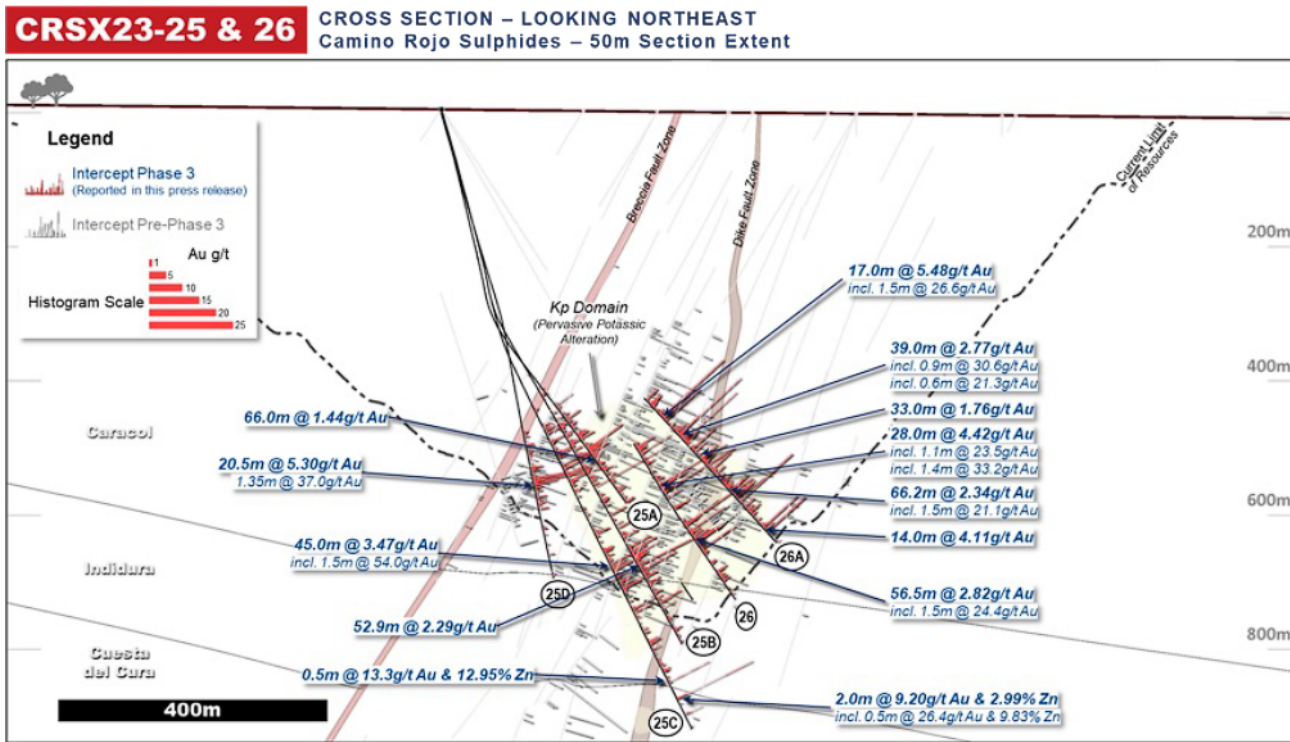 CRSX23-25 & 26
CROSS SECTION – LOOKING NORTHEAST
Camino Rojo Sulphides – 50m Section Extent
Legend
Intercept Phase 3
(Reported in this press release)
Intercept Pre-Phase 3
Au g/t
1
5
10
Histogram Scale
15
20
25
Breccia Fault Zone
Dike Fault Zone
Current Limit
of Resources
200m
400m
600m
800m
Kp Domain
(Pervasive Potassic
Alteration)
17.0m @ 5.48g/t Au
incl. 1.5m @ 26.6g/t Au
39.0m @ 2.77g/t Au
incl. 0.9m @ 30.6g/t Au
incl. 0.6m @ 21.3g/t Au
33.0m @ 1.76g/t Au
28.0m @ 4.42g/t Au
incl. 1.1m @ 23.5g/t Au
incl. 1.4m @ 33.2g/t Au
66.2m @ 2.34g/t Au
incl. 1.5m @ 21.1g/t Au
14.0m @ 4.11g/t Au
56.5m @ 2.82g/t Au
incl. 1.5m @ 24.4g/t Au
66.0m @ 1.44g/t Au
20.5m @ 5.30g/t Au
1.35m @ 37.0g/t Au
45.0m @ 3.47g/t Au
incl. 1.5m @ 54.0g/t Au
52.9m @ 2.29g/t Au
0.5m @ 13.3g/t Au & 12.95% Zn
2.0m @ 9.20g/t Au & 2.99% Zn
incl. 0.5m @ 26.4g/t Au & 9.83% Zn
Caracol
Indidura
Cuesta
del Cura
25A
26A
25D
26
25B
25C
400m